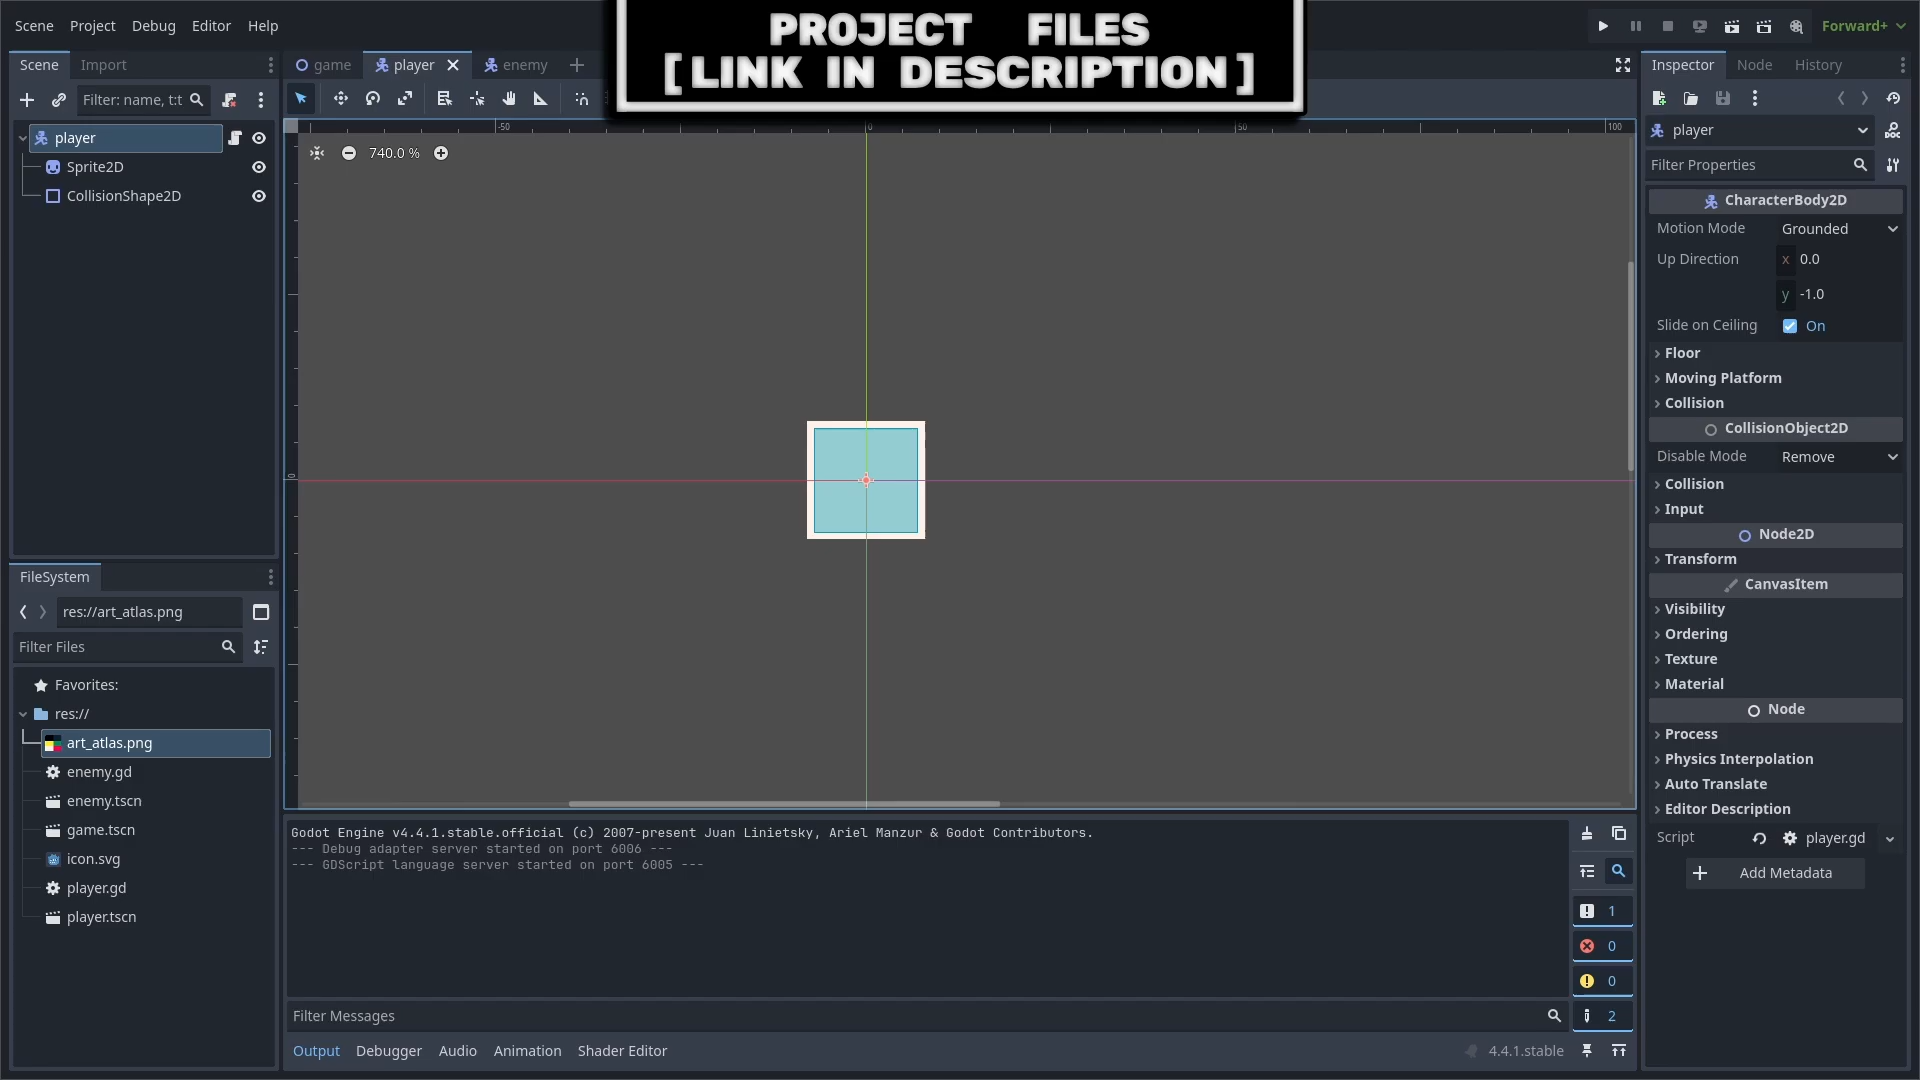 Scene Project Debug Editor Help
PROJECT FILES
[LINK IN DESCRIPTION]
Forward+
Scene Import
game player enemy
Inspector Node History
Filter: name, t:t
-50 0 50 100
player
Filter Properties
player
Sprite2D
CollisionShape2D
740.0 %
0
CharacterBody2D
Motion Mode Grounded
Up Direction x 0.0
y -1.0
Slide on Ceiling On
Floor
Moving Platform
Collision
CollisionObject2D
Disable Mode Remove
Collision
Input
Node2D
Transform
CanvasItem
Visibility
Ordering
Texture
Material
Node
Process
Physics Interpolation
Auto Translate
Editor Description
Script player.gd
Add Metadata
FileSystem
res://art_atlas.png
Filter Files
Favorites:
res://
art_atlas.png
enemy.gd
enemy.tscn
game.tscn
icon.svg
player.gd
player.tscn
Godot Engine v4.4.1.stable.official (c) 2007-present Juan Linietsky, Ariel Manzur & Godot Contributors.
--- Debug adapter server started on port 6006 ---
--- GDScript language server started on port 6005 ---
1
0
0
2
Filter Messages
Output Debugger Audio Animation Shader Editor
4.4.1.stable